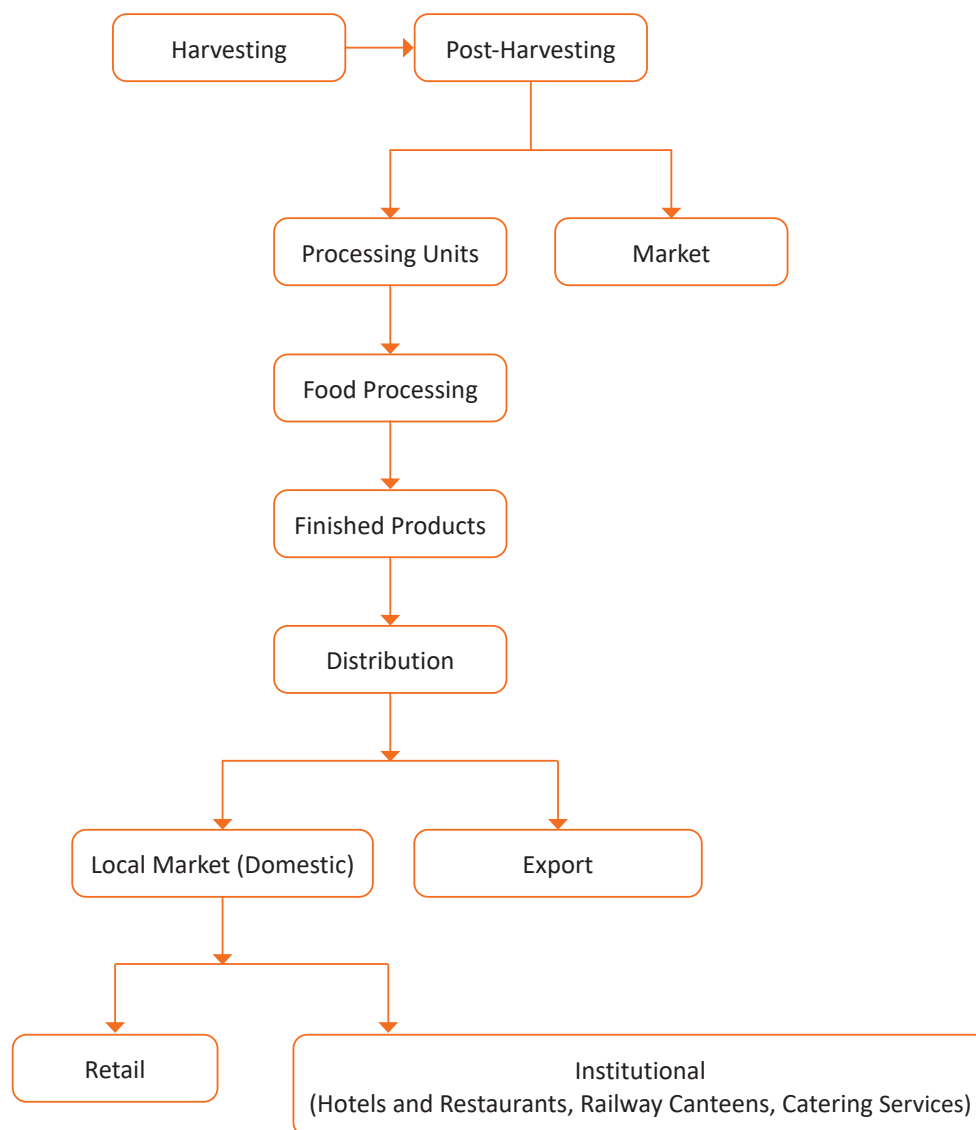 Harvesting
Post-Harvesting
Processing Units
Market
Food Processing
Finished Products
Distribution
Local Market (Domestic)
Export
Retail
Institutional
(Hotels and Restaurants, Railway Canteens, Catering Services)